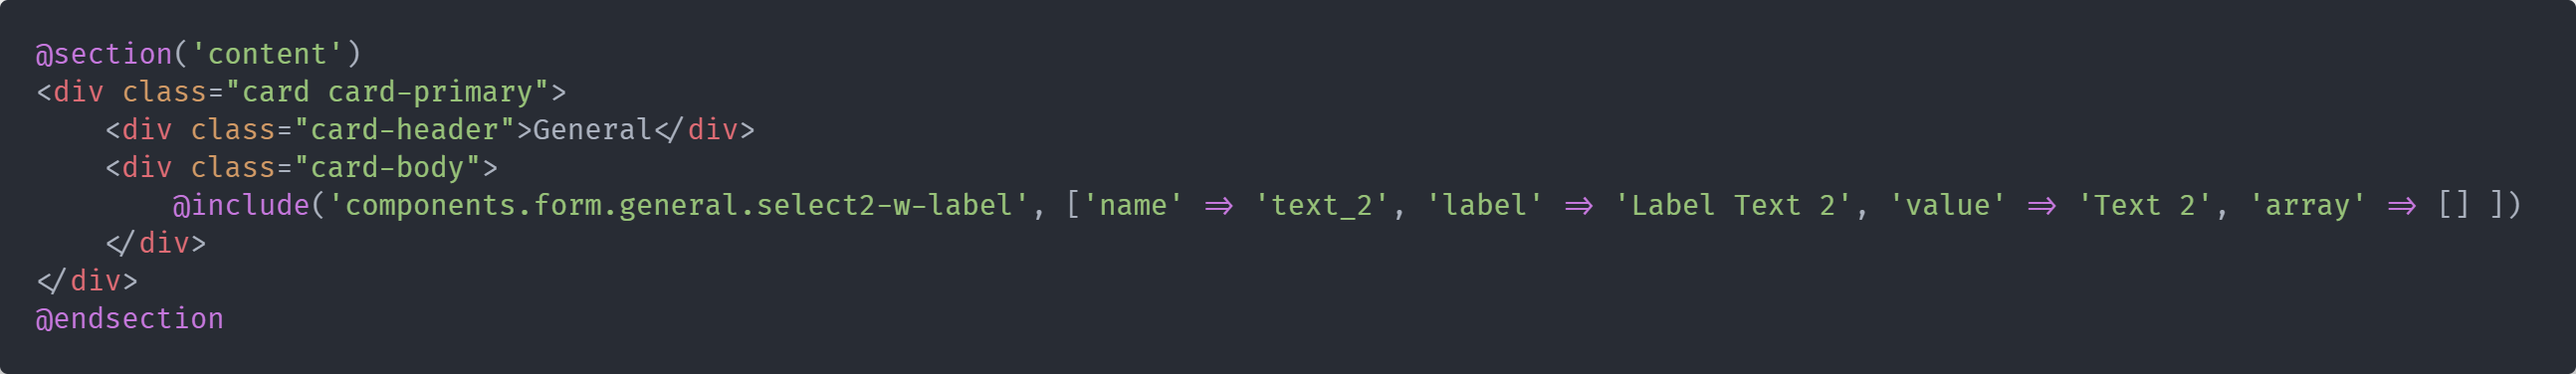 @section('content')
<div class="card card-primary">
    <div class="card-header">General</div>
    <div class="card-body">
        @include('components.form.general.select2-w-label', ['name' => 'text_2', 'label' => 'Label Text 2', 'value' => 'Text 2', 'array' => [] ])
    </div>
</div>
@endsection